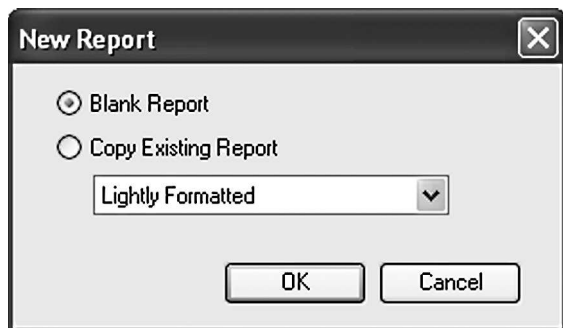 New Report
Blank Report
Copy Existing Report
Lightly Formatted
OK Cancel